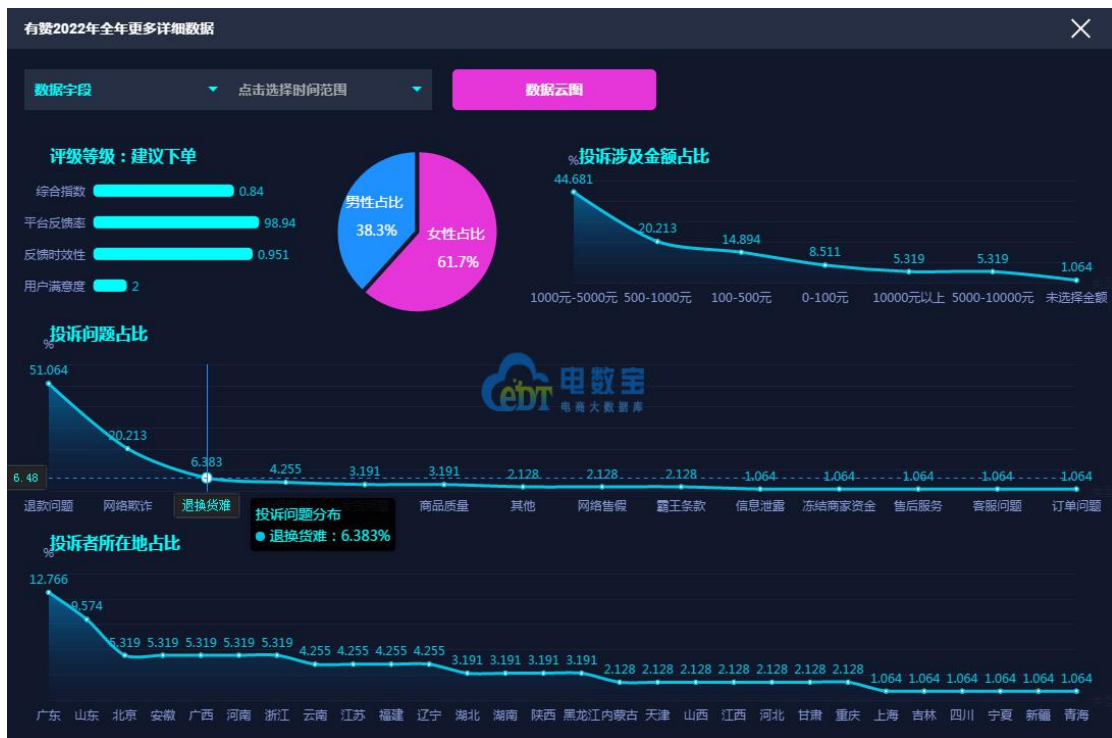 有赞2022年全年更多详细数据
数据字段
点击选择时间范围
数据云图
评级等级：建议下单
综合指数 0.84
平台反馈率 98.94
反馈时效性 0.951
用户满意度 2
男性占比
38.3%
女性占比
61.7%
投诉涉及金额占比
%
44.681 20.213 14.894 8.511 5.319 5.319 1.064
1000元-5000元 500-1000元 100-500元 0-100元 10000元以上 5000-10000元 未选择金额
投诉问题占比
%
51.064 20.213 6.383 4.255 3.191 3.191 2.128 2.128 2.128 1.064 1.064 1.064 1.064 1.064
6.48
退款问题 网络欺诈 退换货难 商品质量 其他 网络售假 霸王条款 信息泄露 冻结商家资金 售后服务 客服问题 订单问题
投诉问题分布
退换货难：6.383%
eDT 电数宝
电商大数据库
投诉者所在地占比
%
12.766 9.574 5.319 5.319 5.319 5.319 5.319 4.255 4.255 4.255 4.255 3.191 3.191 3.191 3.191 2.128 2.128 2.128 2.128 2.128 2.128 2.128 1.064 1.064 1.064 1.064 1.064 1.064
广东 山东 北京 安徽 广西 河南 浙江 云南 江苏 福建 辽宁 湖北 湖南 陕西 黑龙江 内蒙古 天津 山西 江西 河北 甘肃 重庆 上海 吉林 四川 宁夏 新疆 青海